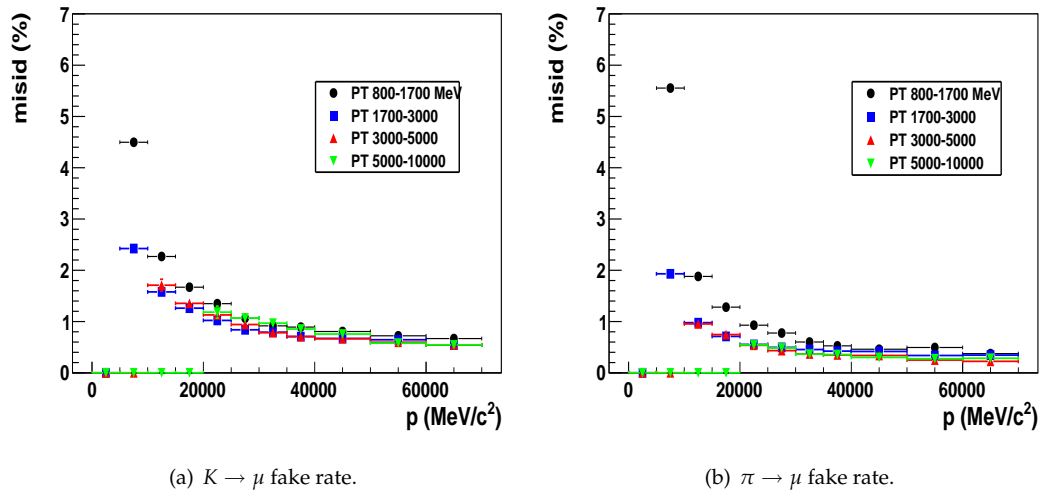 misid (%)
7
6
5
4
3
2
1
0
PT 800-1700 MeV
PT 1700-3000
PT 3000-5000
PT 5000-10000
0 20000 40000 60000
p (MeV/c²)
(a) K → μ fake rate.
misid (%)
7
6
5
4
3
2
1
0
PT 800-1700 MeV
PT 1700-3000
PT 3000-5000
PT 5000-10000
0 20000 40000 60000
p (MeV/c²)
(b) π → μ fake rate.